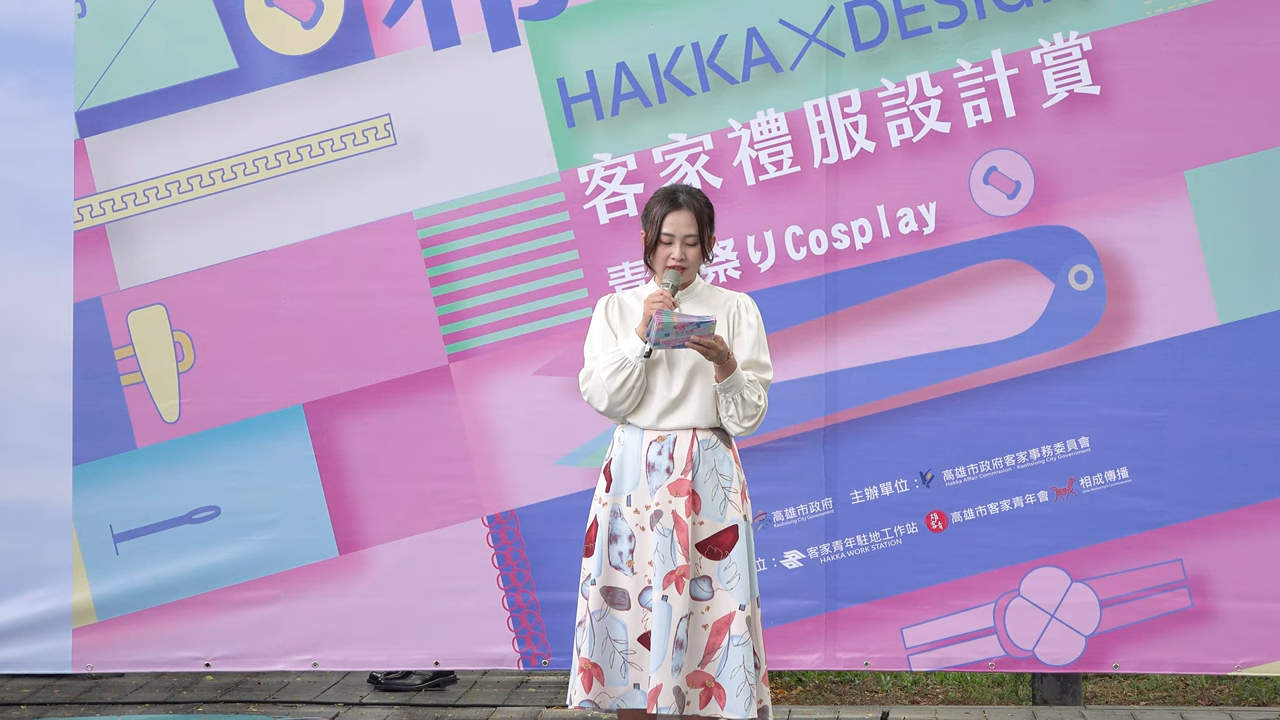 HAKKA×DESIGN
客家禮服設計賞
祭りCosplay
高雄市政府
Kaohsiung City Government
主辦單位：
高雄市政府客家事務委員會
Hakka Affair Commission, Kaohsiung City Government
位：
客家青年駐地工作站
HAKKA WORK STATION
高雄市客家青年會
相成傳播